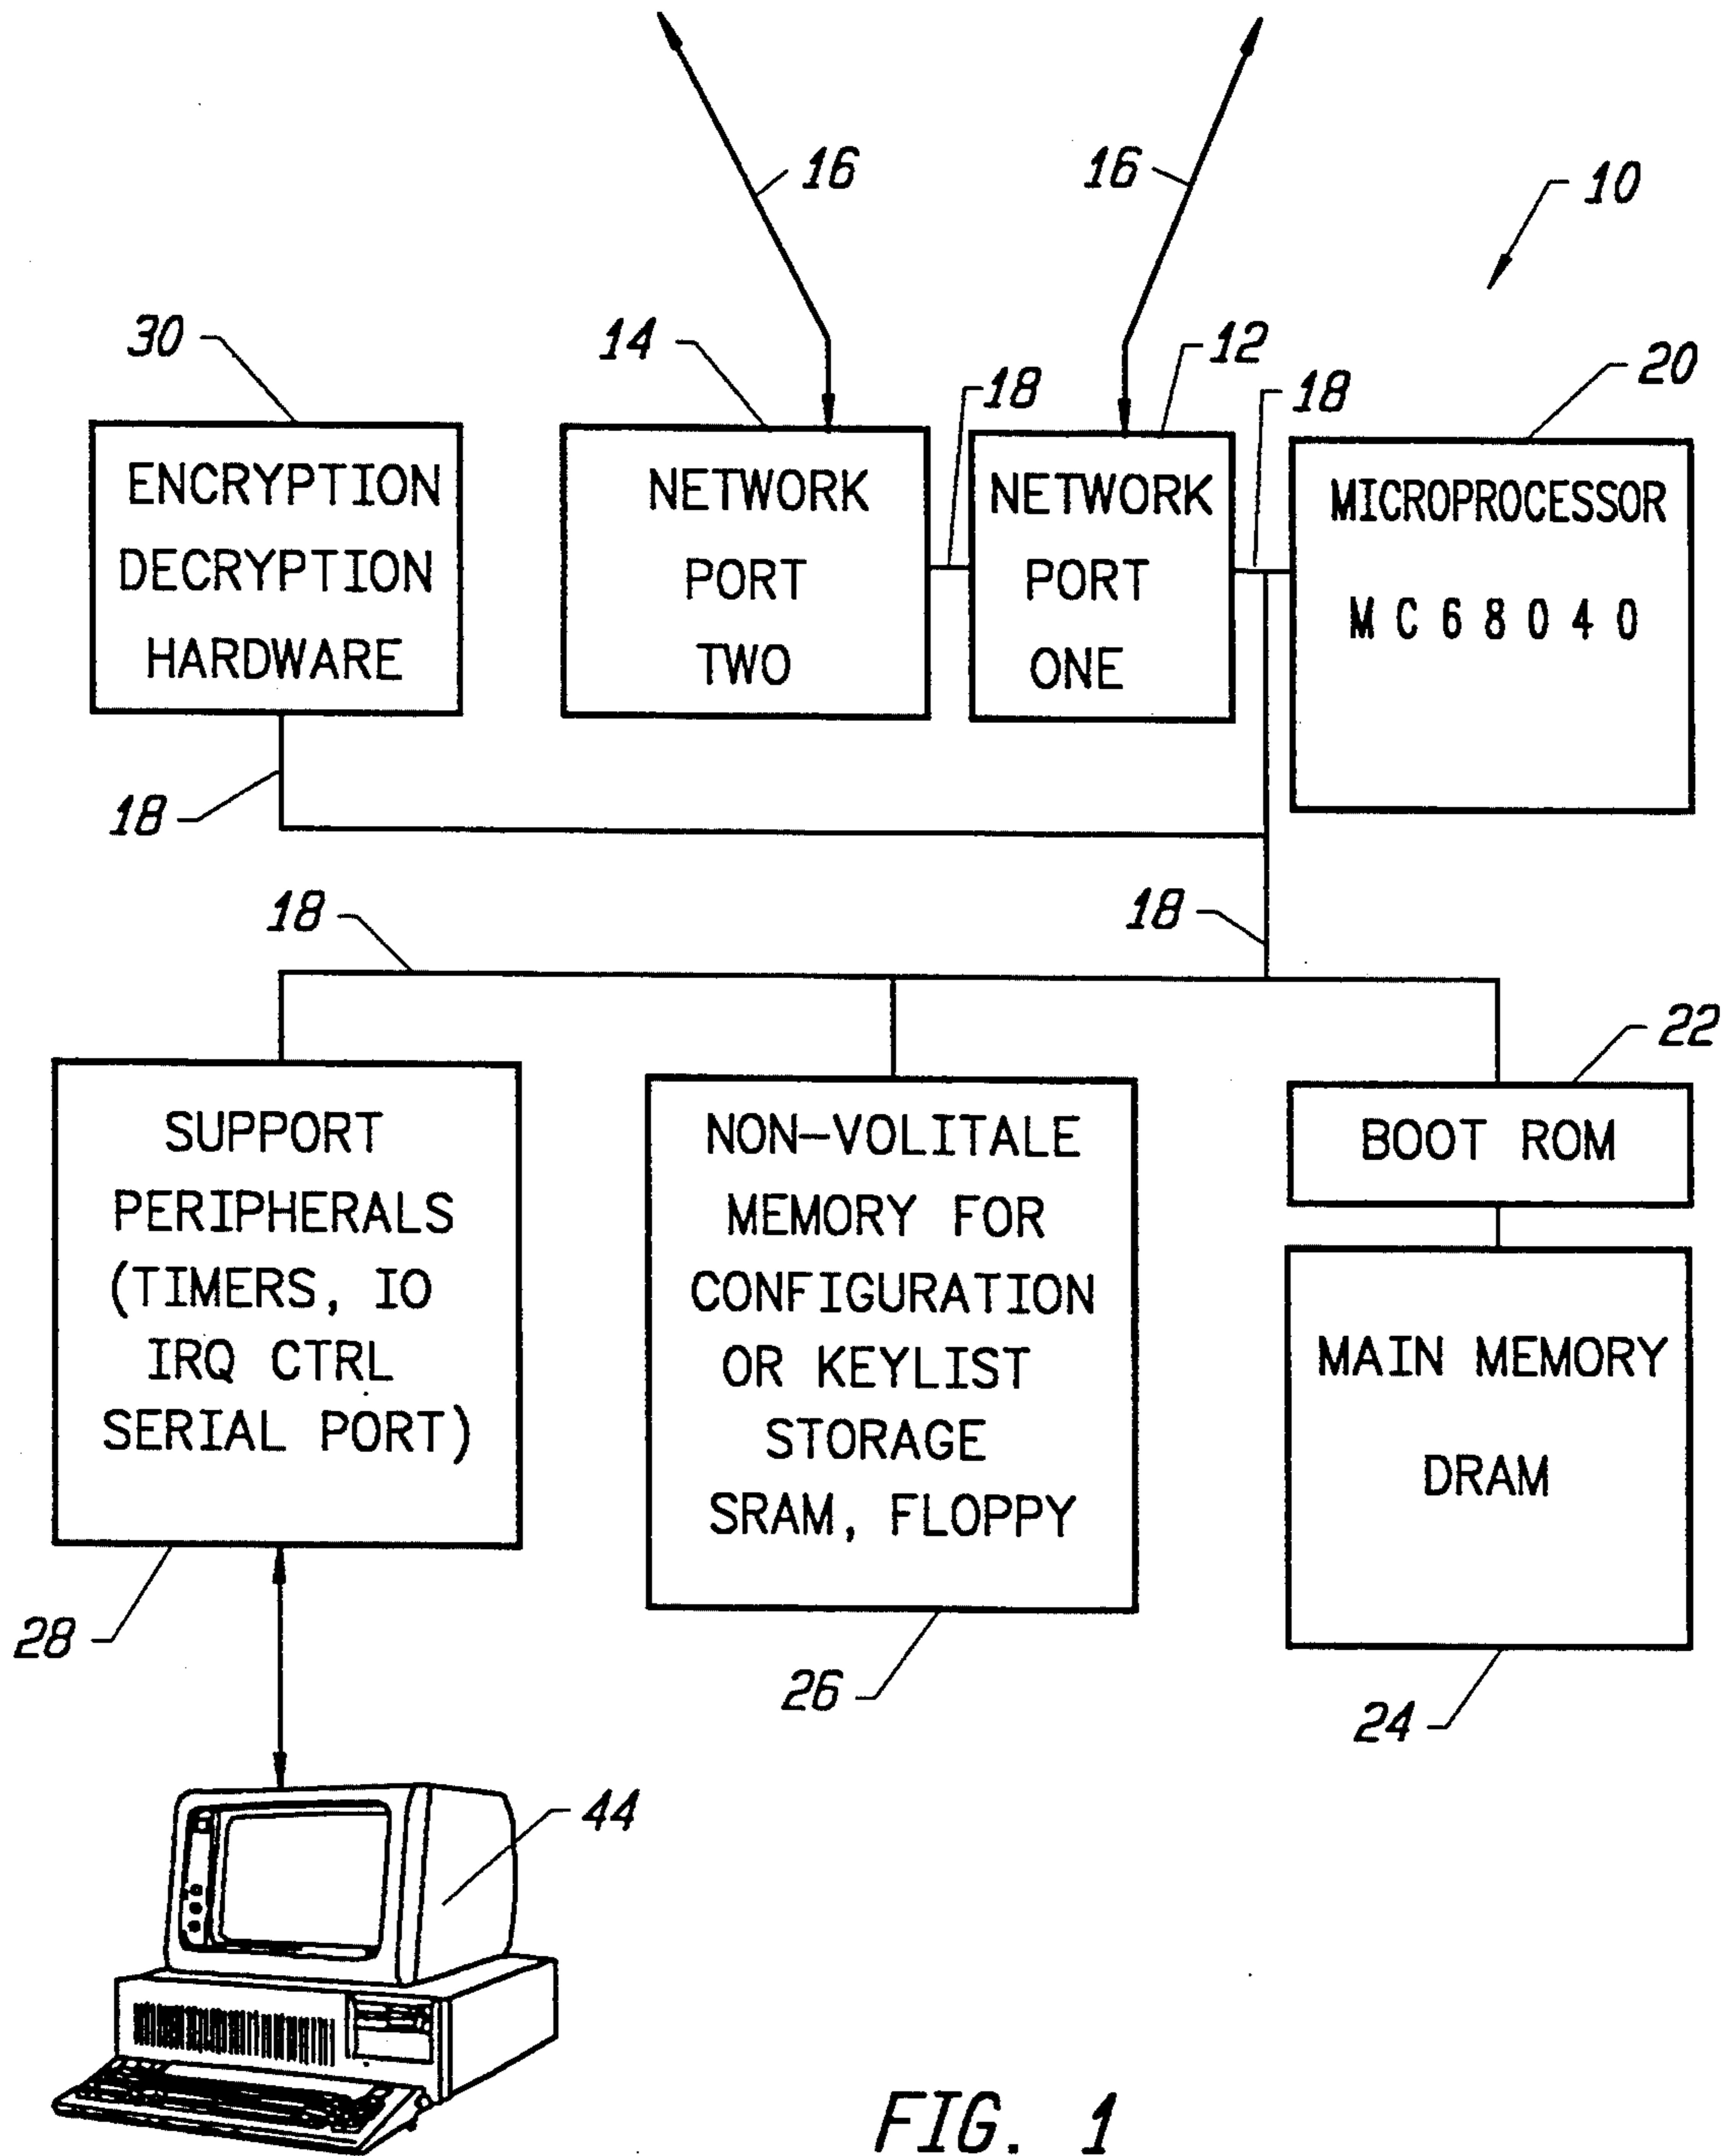 16
16
10
30
14
18
12
18
20
ENCRYPTION
DECRYPTION
HARDWARE
NETWORK
PORT
TWO
NETWORK
PORT
ONE
MICROPROCESSOR
MC68040
18
18
18
22
SUPPORT
PERIPHERALS
(TIMERS, IO
IRQ CTRL
SERIAL PORT)
NON-VOLITALE
MEMORY FOR
CONFIGURATION
OR KEYLIST
STORAGE
SRAM, FLOPPY
BOOT ROM
MAIN MEMORY
DRAM
28
26
24
44
FIG. 1